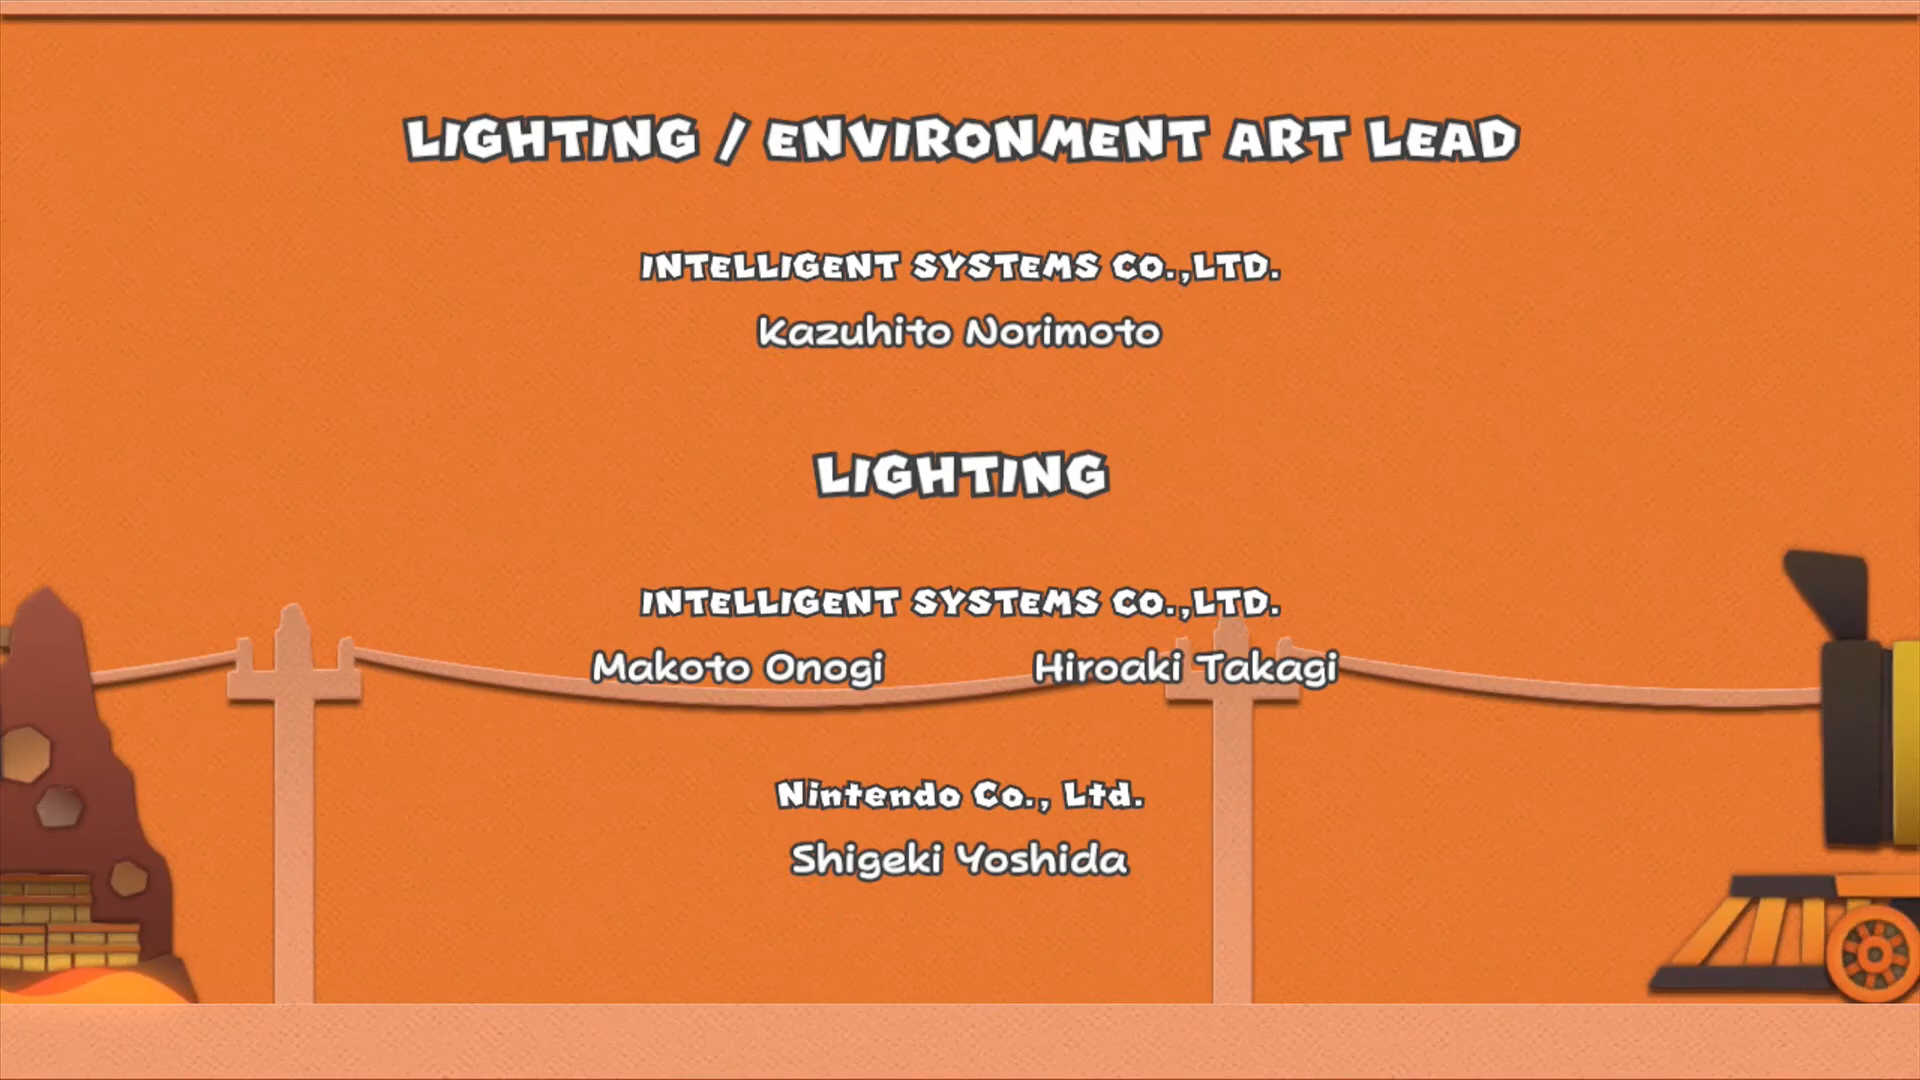 LIGHTING / ENVIRONMENT ART LEAD
INTELLIGENT SYSTEMS CO.,LTD.
Kazuhito Norimoto
LIGHTING
INTELLIGENT SYSTEMS CO.,LTD.
Makoto Onogi Hiroaki Takagi
Nintendo Co., Ltd.
Shigeki Yoshida